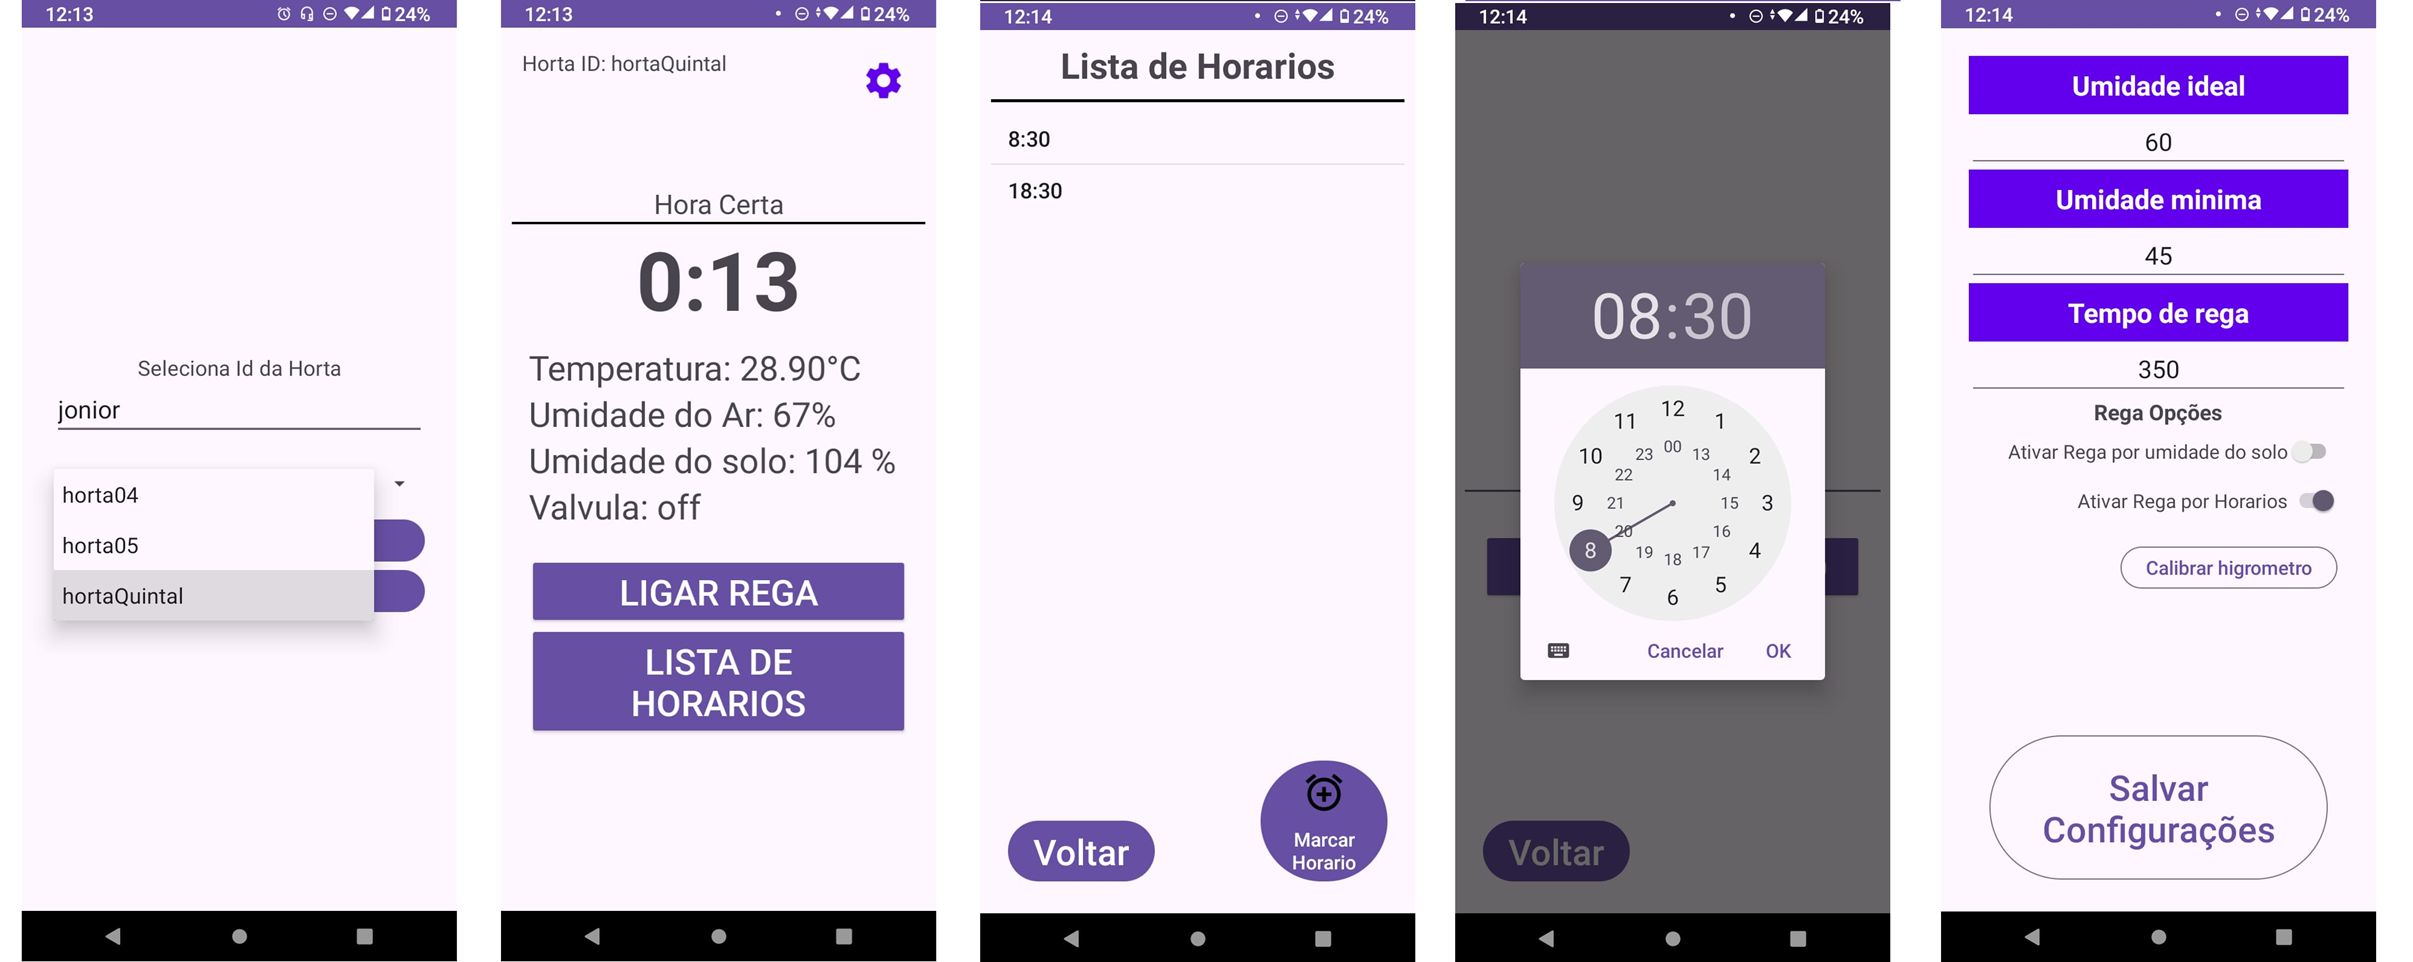 12:13
24%
Seleciona Id da Horta
jonior
horta04
horta05
hortaQuintal
12:13
24%
Horta ID: hortaQuintal
Hora Certa
0:13
Temperatura: 28.90°C
Umidade do Ar: 67%
Umidade do solo: 104 %
Valvula: off
LIGAR REGA
LISTA DE
HORARIOS
12:14
24%
Lista de Horarios
8:30
18:30
Voltar
Marcar
Horario
12:14
24%
08:30
12
11
1
00
23
13
10
2
22
14
9
21
15
3
20
16
8
4
19
17
18
7
5
6
Cancelar
OK
Voltar
12:14
24%
Umidade ideal
60
Umidade minima
45
Tempo de rega
350
Rega Opções
Ativar Rega por umidade do solo
Ativar Rega por Horarios
Calibrar higrometro
Salvar
Configurações